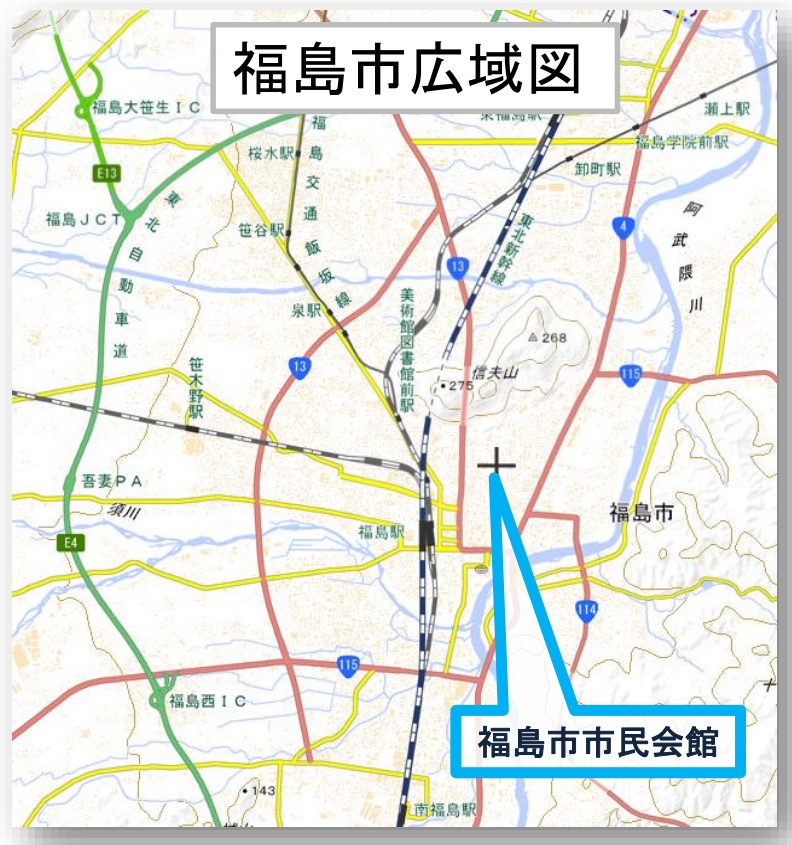 福島市広域図
福島大笹生IC
瀬上駅
福島学院前駅
卸町駅
桜水駅
E13
福島JCT
東北自動車道
福島交通飯坂線
笹谷駅
東北新幹線
4
阿武隈川
13
泉駅
美術館図書館前駅
268
13
信夫山
275
115
笹木野駅
吾妻PA
須川
福島市
福島駅
E4
114
115
福島西IC
福島市市民会館
143
南福島駅